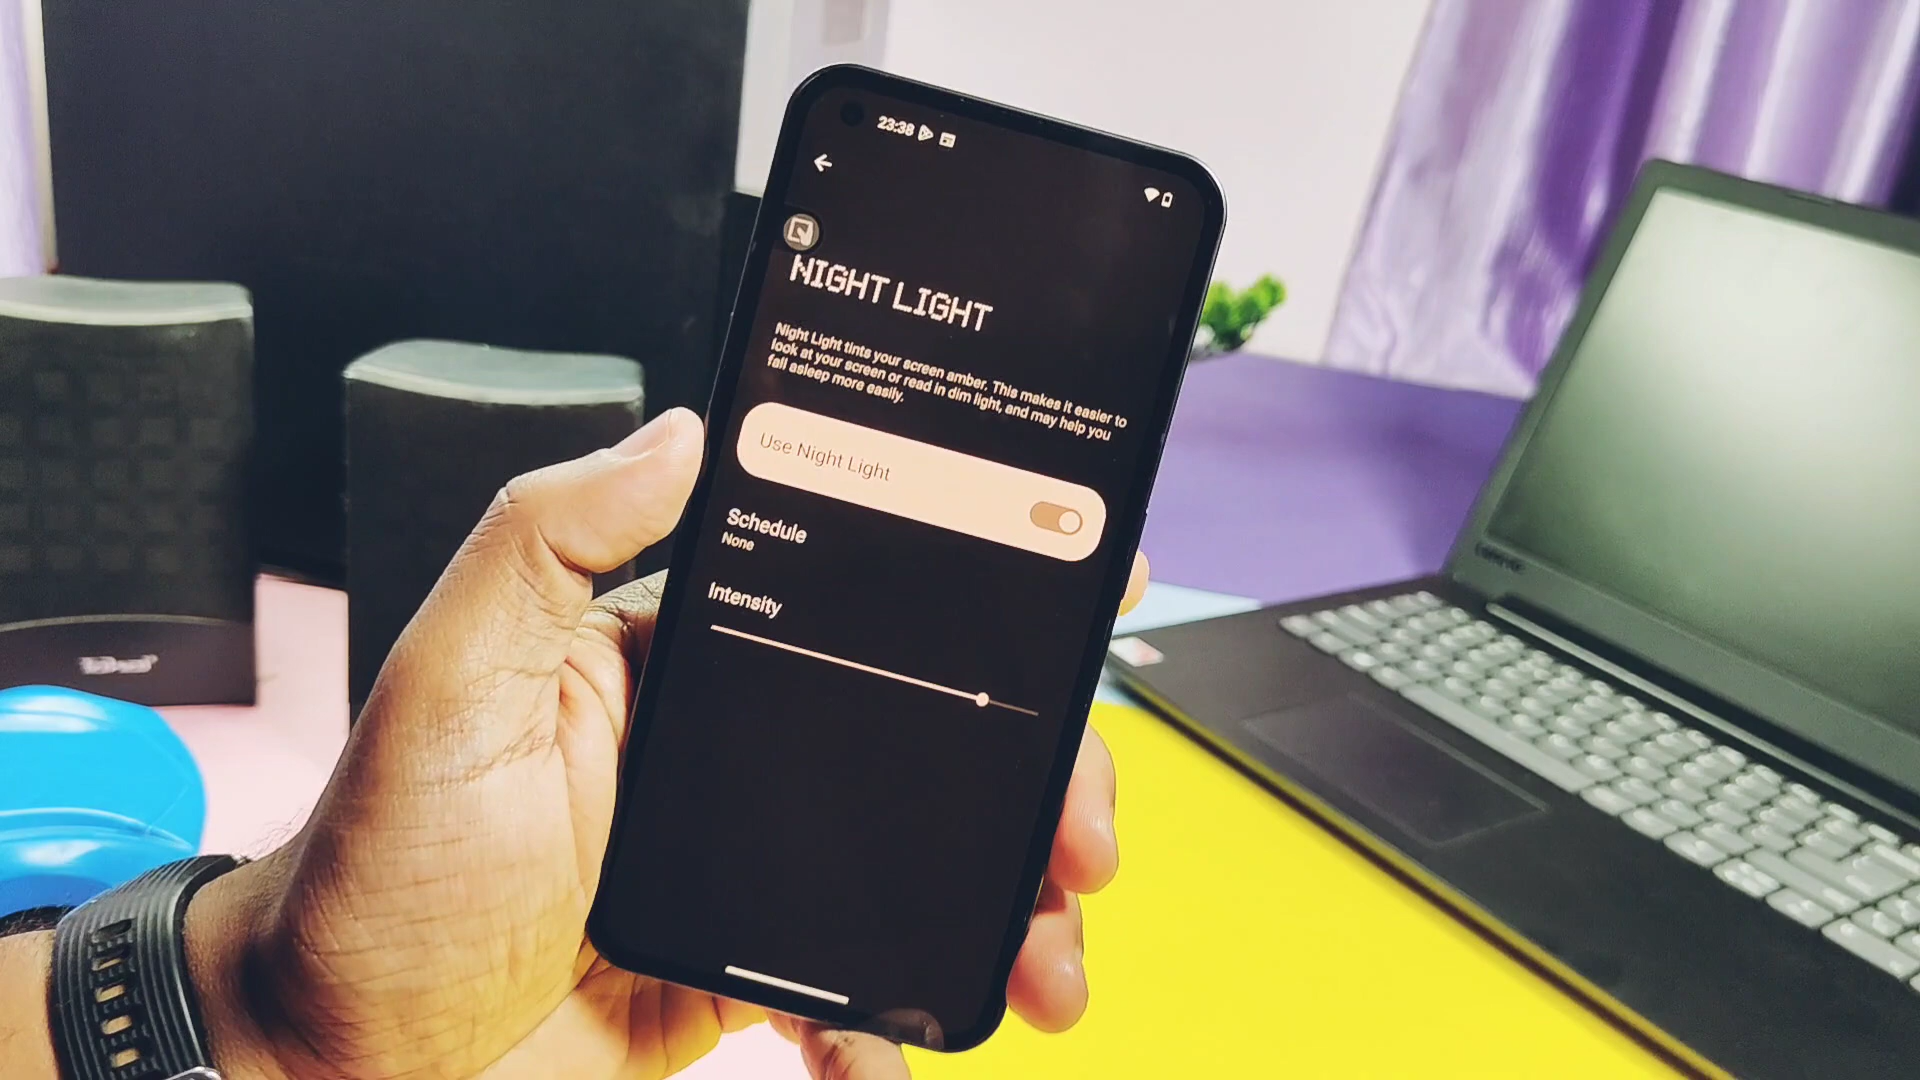 23:38
NIGHT LIGHT
Night Light tints your screen amber. This makes it easier to
look at your screen or read in dim light, and may help you
fall asleep more easily.
Use Night Light
Schedule
None
Intensity